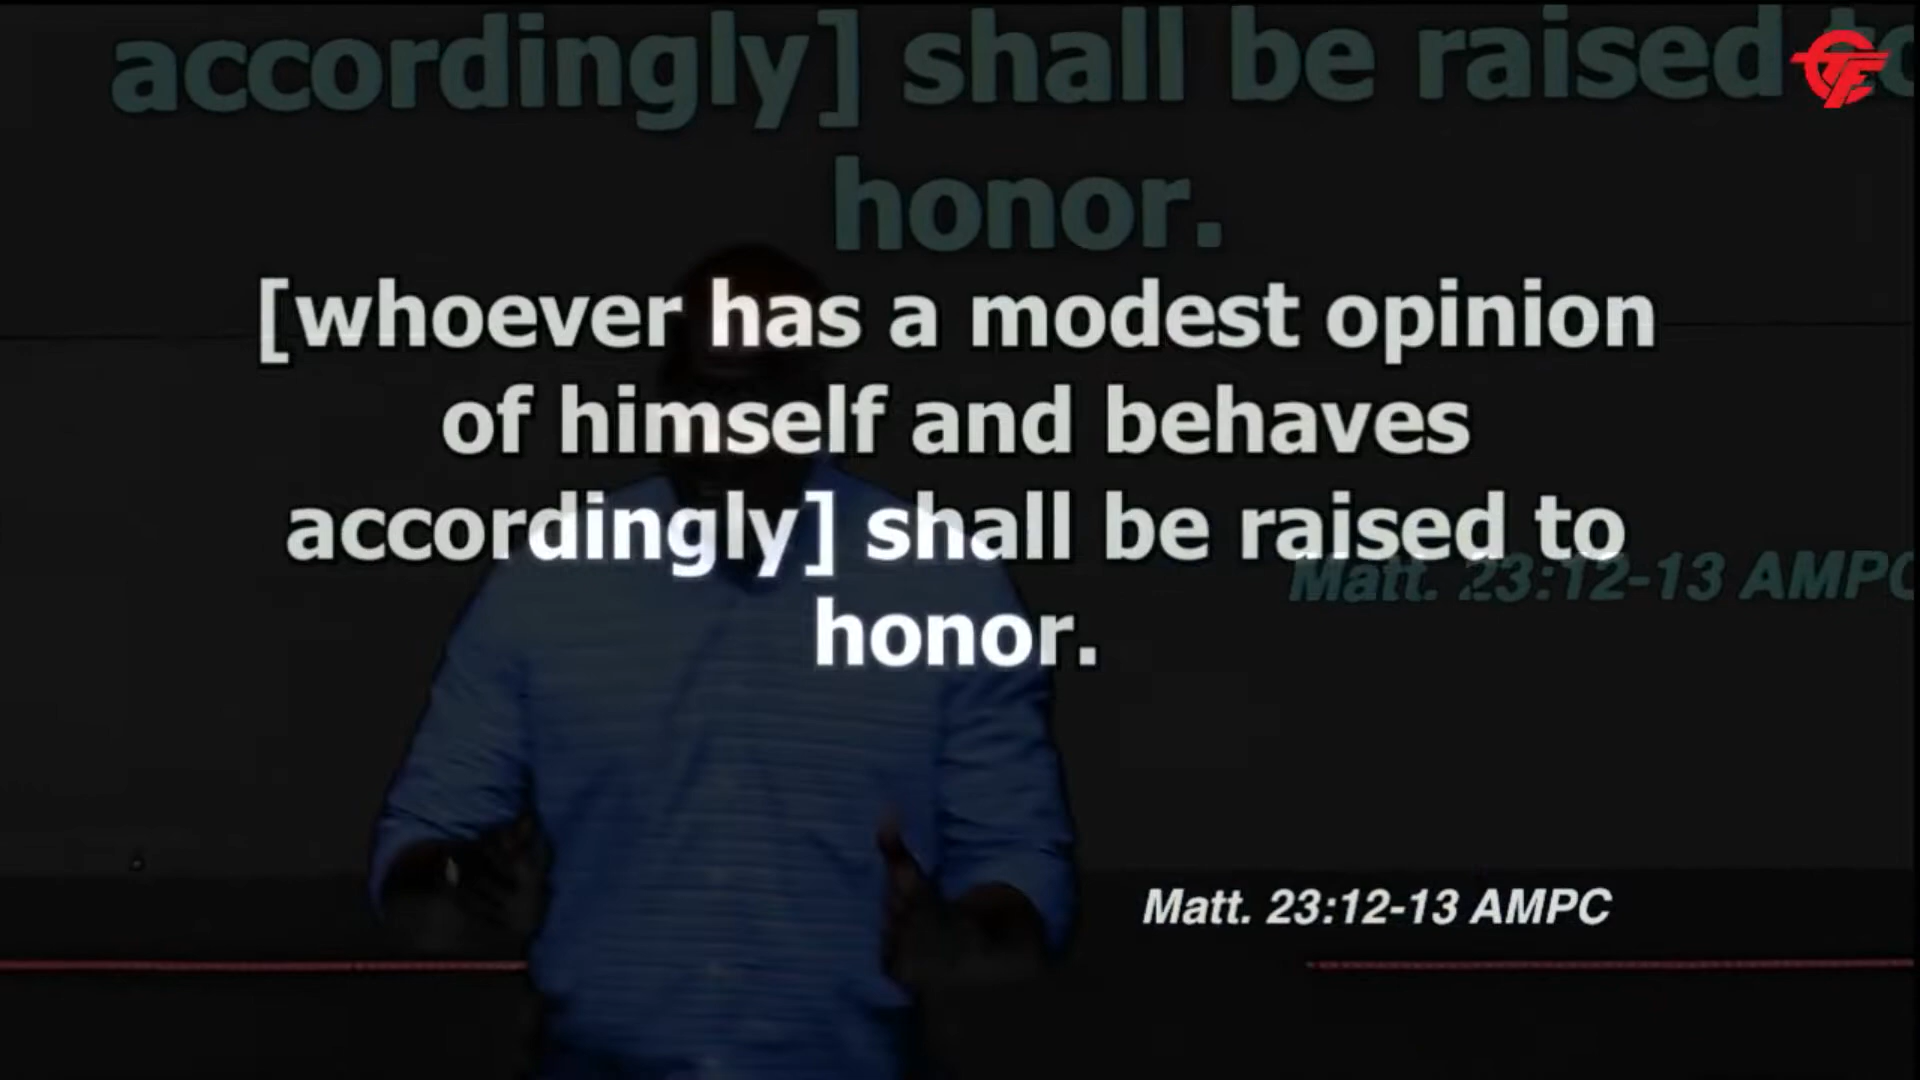 accordingly] shall be raised to
honor.
[whoever has a modest opinion
of himself and behaves
accordingly] shall be raised to
honor.
Matt. 23:12-13 AMPC
Matt. 23:12-13 AMPC